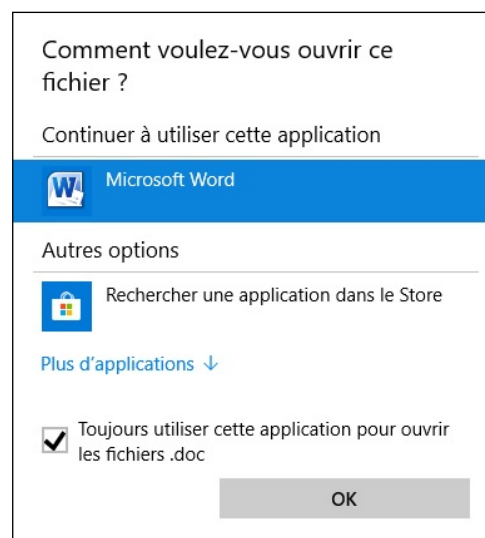 Comment voulez-vous ouvrir ce
fichier ?
Continuer à utiliser cette application
Microsoft Word
Autres options
Rechercher une application dans le Store
Plus d'applications ↓
Toujours utiliser cette application pour ouvrir
les fichiers .doc
OK